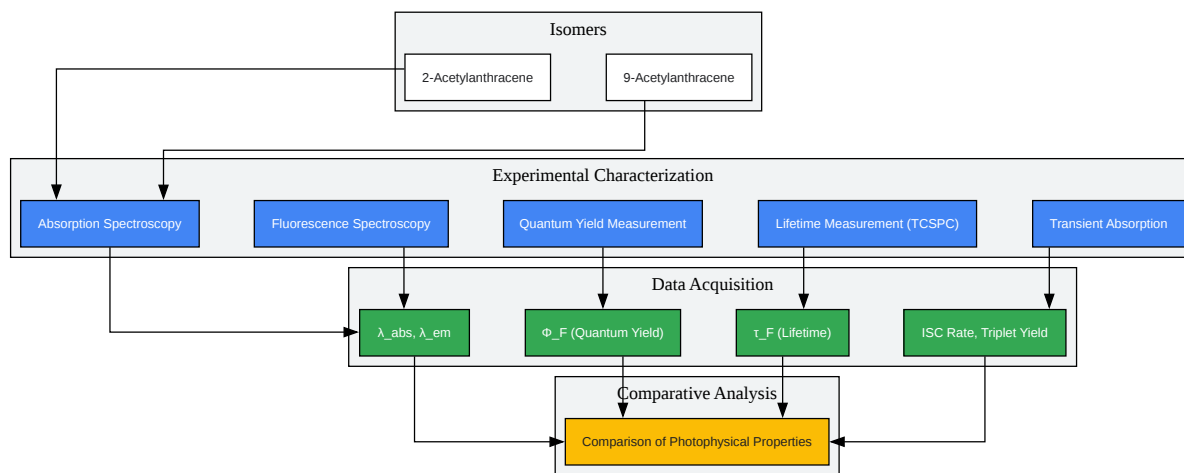 Isomers
2-Acetylanthracene
9-Acetylanthracene
Experimental Characterization
Absorption Spectroscopy
Fluorescence Spectroscopy
Quantum Yield Measurement
Lifetime Measurement (TCSPC)
Transient Absorption
Data Acquisition
λ_abs, λ_em
Φ_F (Quantum Yield)
τ_F (Lifetime)
ISC Rate, Triplet Yield
Comparative Analysis
Comparison of Photophysical Properties